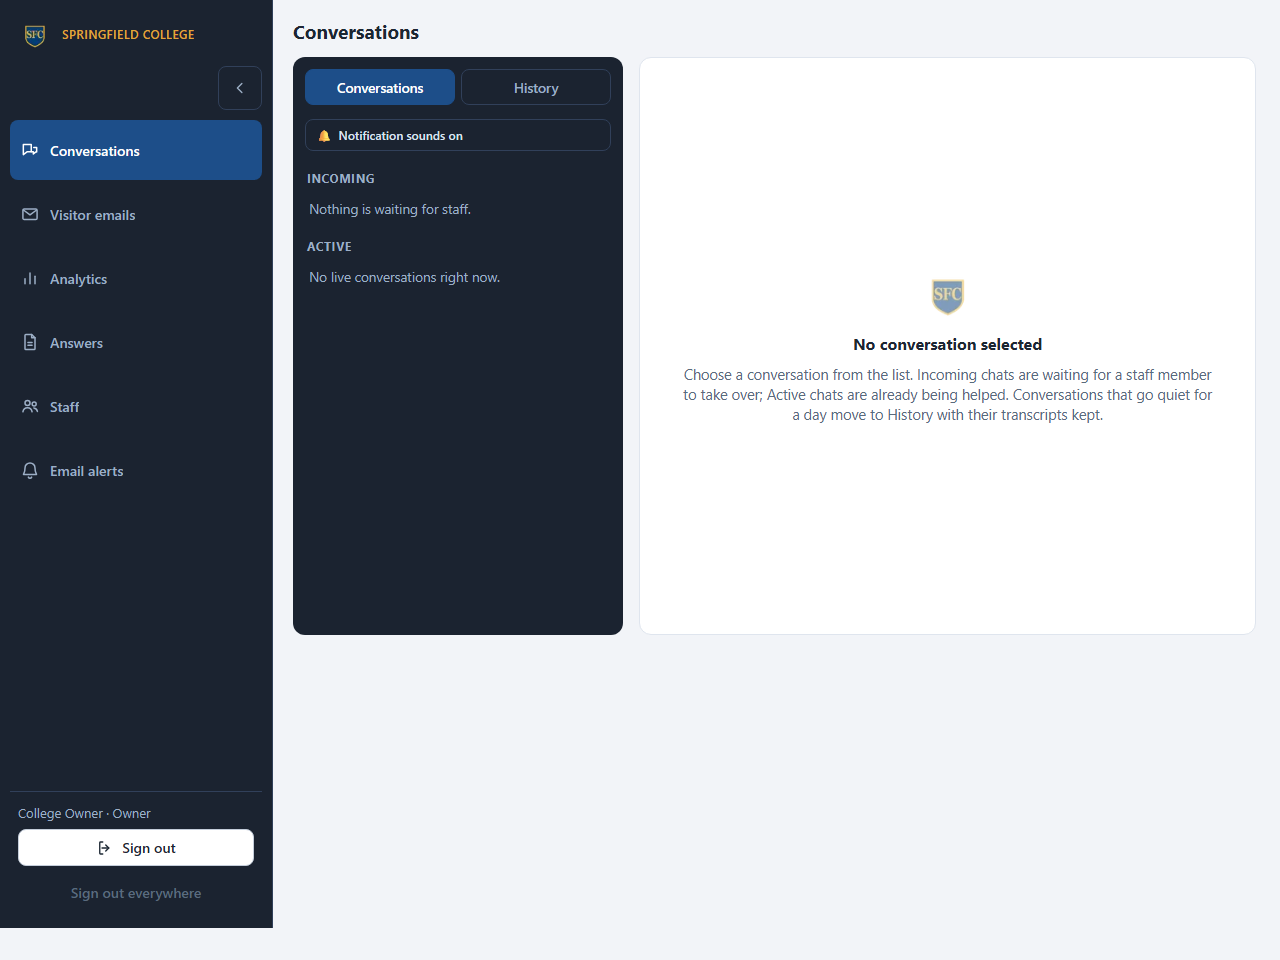 SFC
SPRINGFIELD COLLEGE
Conversations
Visitor emails
Analytics
Answers
Staff
Email alerts
College Owner · Owner
Sign out
Sign out everywhere
Conversations
Conversations
History
Notification sounds on
INCOMING
Nothing is waiting for staff.
ACTIVE
No live conversations right now.
SFC
No conversation selected
Choose a conversation from the list. Incoming chats are waiting for a staff member
to take over; Active chats are already being helped. Conversations that go quiet for
a day move to History with their transcripts kept.